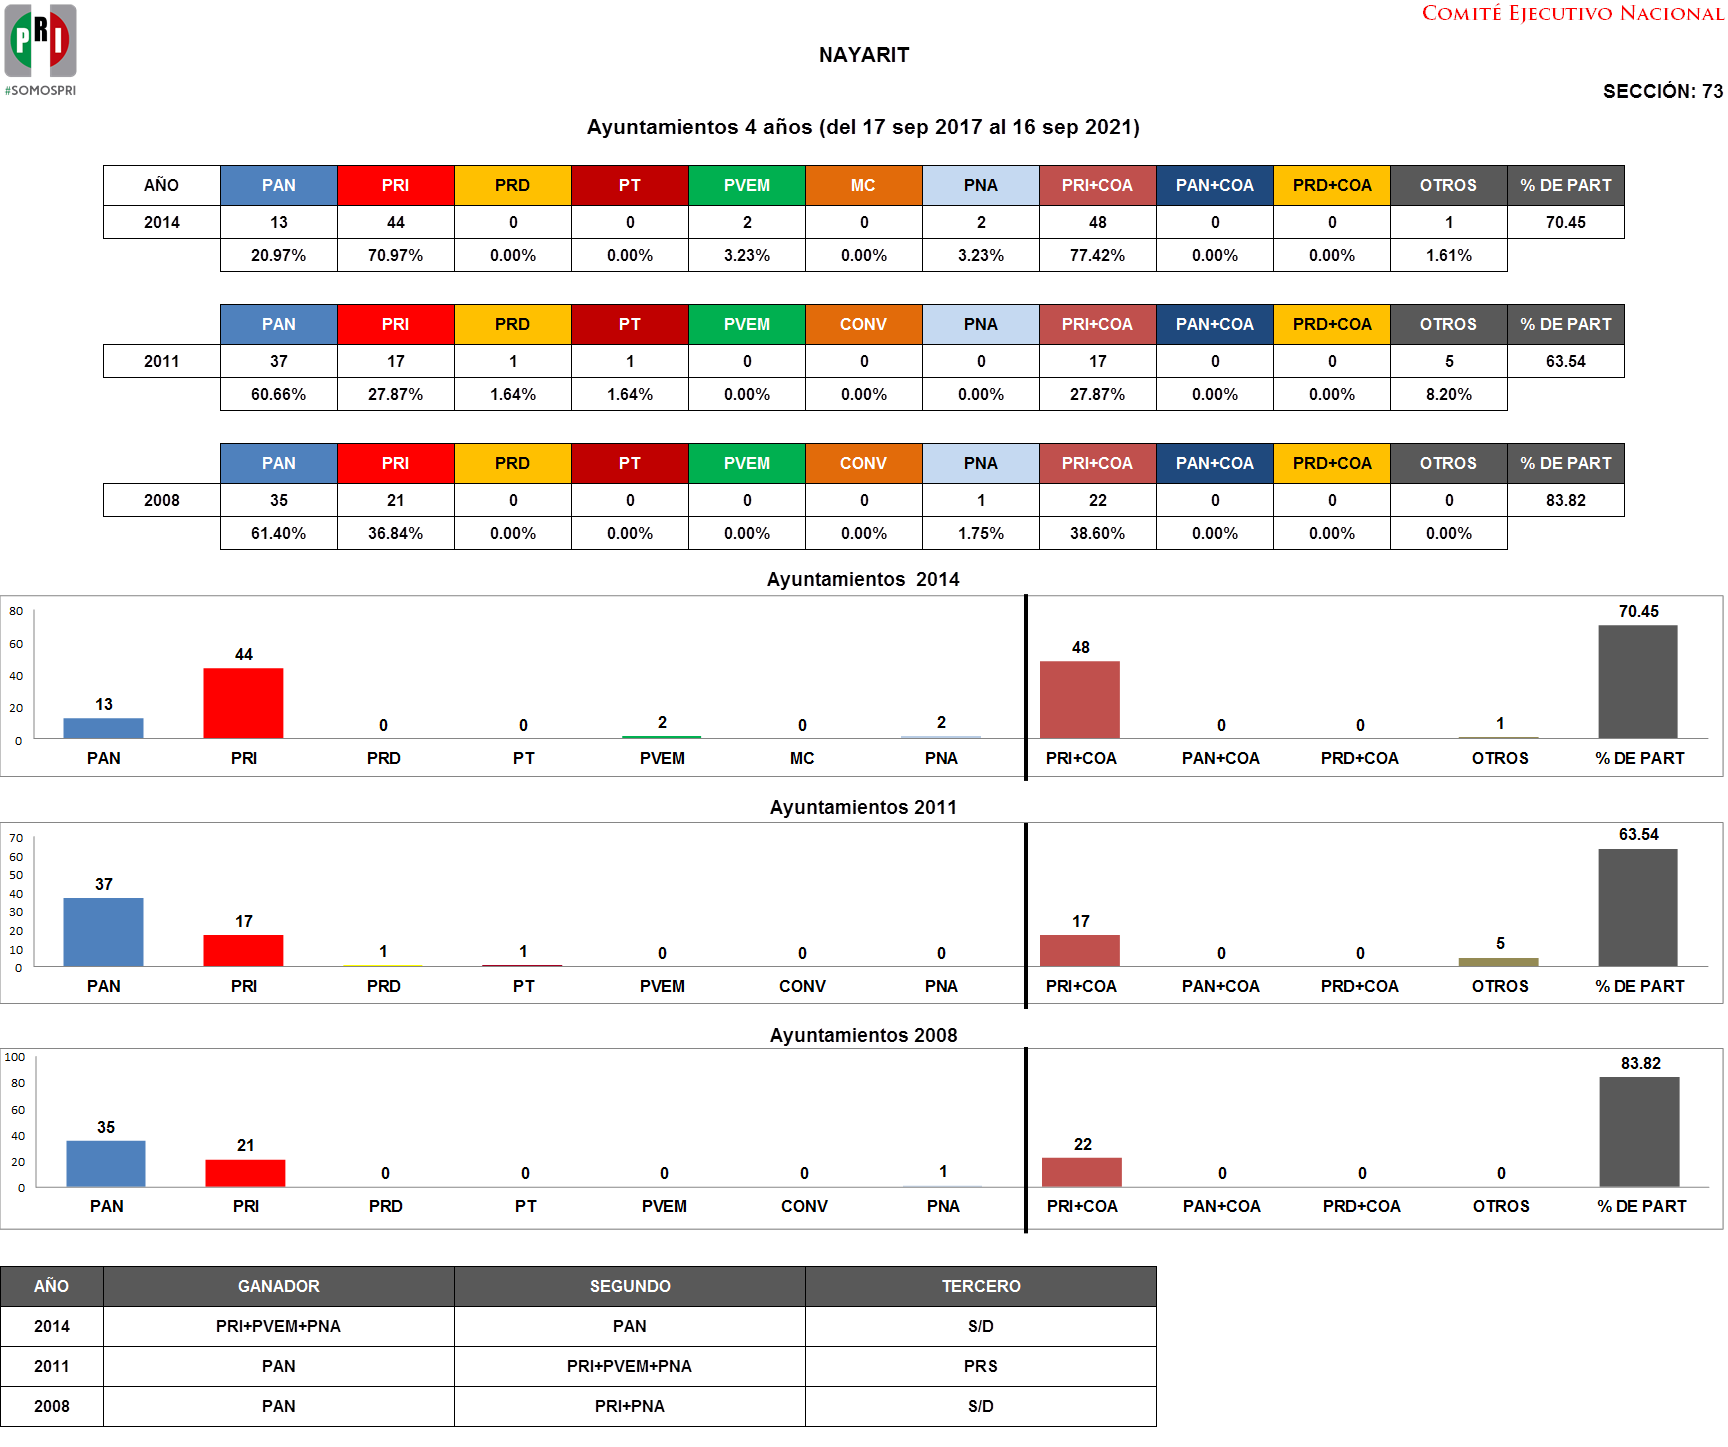 COMITÉ EJECUTIVO NACIONAL
PRI
#SOMOSPRI
NAYARIT
SECCIÓN: 73
Ayuntamientos 4 años (del 17 sep 2017 al 16 sep 2021)
AÑO PAN PRI PRD PT PVEM MC PNA PRI+COA PAN+COA PRD+COA OTROS % DE PART
2014 13 44 0 0 2 0 2 48 0 0 1 70.45
20.97% 70.97% 0.00% 0.00% 3.23% 0.00% 3.23% 77.42% 0.00% 0.00% 1.61%
PAN PRI PRD PT PVEM CONV PNA PRI+COA PAN+COA PRD+COA OTROS % DE PART
2011 37 17 1 1 0 0 0 17 0 0 5 63.54
60.66% 27.87% 1.64% 1.64% 0.00% 0.00% 0.00% 27.87% 0.00% 0.00% 8.20%
PAN PRI PRD PT PVEM CONV PNA PRI+COA PAN+COA PRD+COA OTROS % DE PART
2008 35 21 0 0 0 0 1 22 0 0 0 83.82
61.40% 36.84% 0.00% 0.00% 0.00% 0.00% 1.75% 38.60% 0.00% 0.00% 0.00%
Ayuntamientos 2014
80
60
40
20
0
13 44 0 0 2 0 2 48 0 0 1 70.45
PAN PRI PRD PT PVEM MC PNA PRI+COA PAN+COA PRD+COA OTROS % DE PART
Ayuntamientos 2011
70
60
50
40
30
20
10
0
37 17 1 1 0 0 0 17 0 0 5 63.54
PAN PRI PRD PT PVEM CONV PNA PRI+COA PAN+COA PRD+COA OTROS % DE PART
Ayuntamientos 2008
100
80
60
40
20
0
35 21 0 0 0 0 1 22 0 0 0 83.82
PAN PRI PRD PT PVEM CONV PNA PRI+COA PAN+COA PRD+COA OTROS % DE PART
AÑO GANADOR SEGUNDO TERCERO
2014 PRI+PVEM+PNA PAN S/D
2011 PAN PRI+PVEM+PNA PRS
2008 PAN PRI+PNA S/D